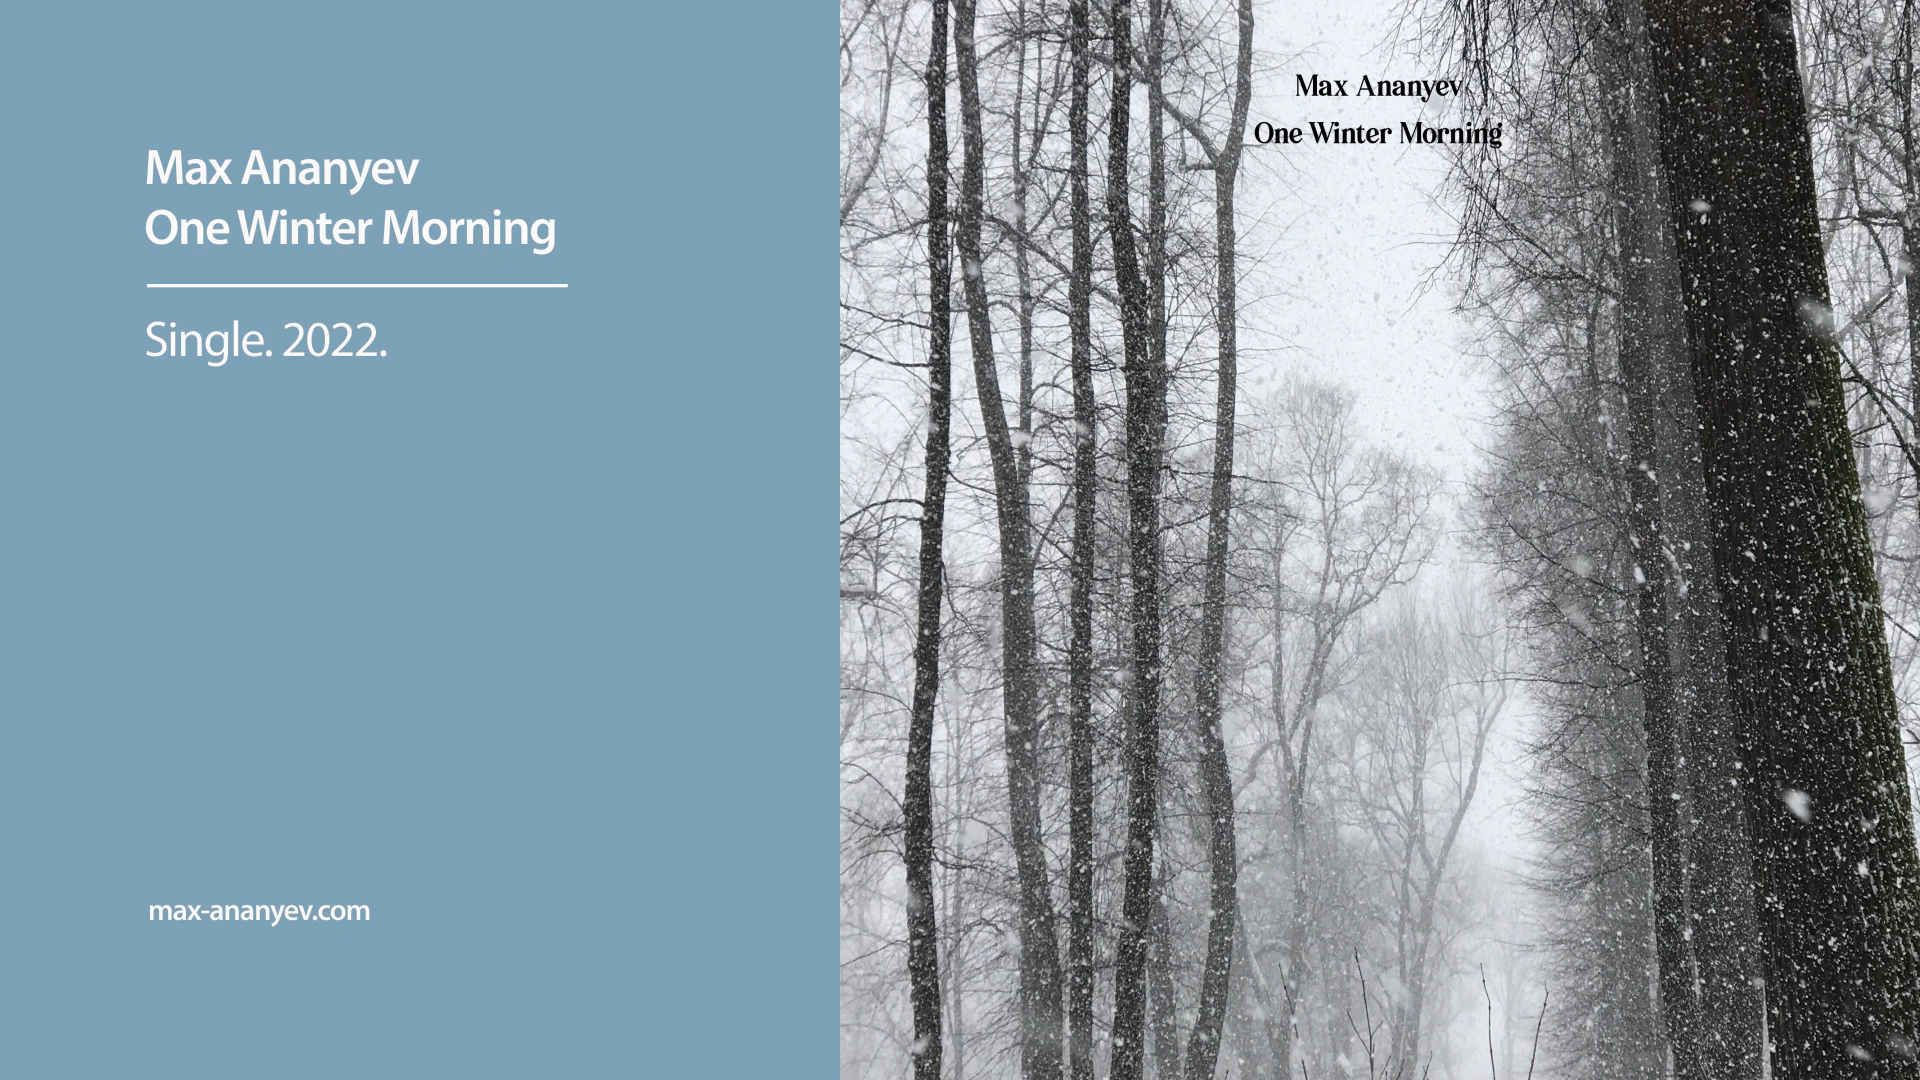 Max Ananyev
One Winter Morning
Single. 2022.
max-ananyev.com
Max Ananyev
One Winter Morning